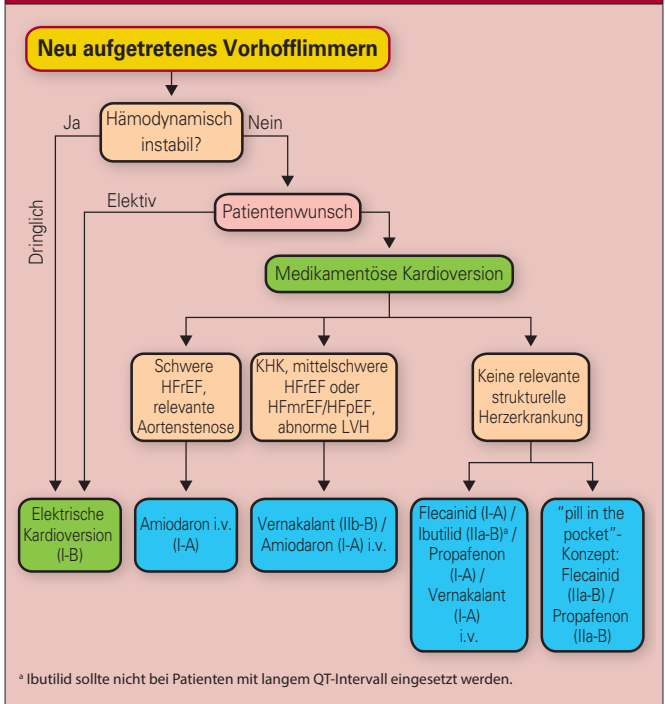 Neu aufgetretenes Vorhofflimmern
Ja
Hämodynamisch
instabil?
Nein
Dringlich
Elektiv
Patientenwunsch
Medikamentöse Kardioversion
Schwere
HFrEF,
relevante
Aortenstenose
KHK, mittelschwere
HFrEF oder
HFmrEF/HFpEF,
abnorme LVH
Keine relevante
strukturelle
Herzerkrankung
Elektrische
Kardioversion
(I-B)
Amiodaron i.v.
(I-A)
Vernakalant (IIb-B) /
Amiodaron (I-A) i.v.
Flecainid (I-A) /
Ibutilid (IIa-B)ª /
Propafenon
(I-A) /
Vernakalant
(I-A)
i.v.
"pill in the
pocket"-
Konzept:
Flecainid
(IIa-B) /
Propafenon
(IIa-B)
ª Ibutilid sollte nicht bei Patienten mit langem QT-Intervall eingesetzt werden.